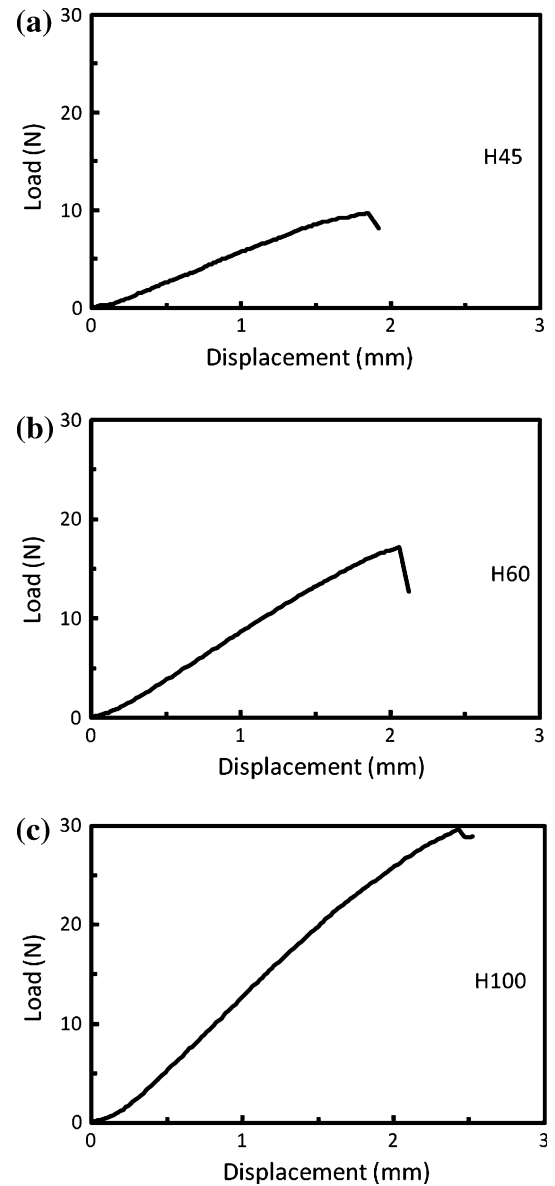 (a)
30
20
10
0
Load (N)
H45
0 1 2 3
Displacement (mm)
(b)
30
20
10
0
Load (N)
H60
0 1 2 3
Displacement (mm)
(c)
30
20
10
0
Load (N)
H100
0 1 2 3
Displacement (mm)